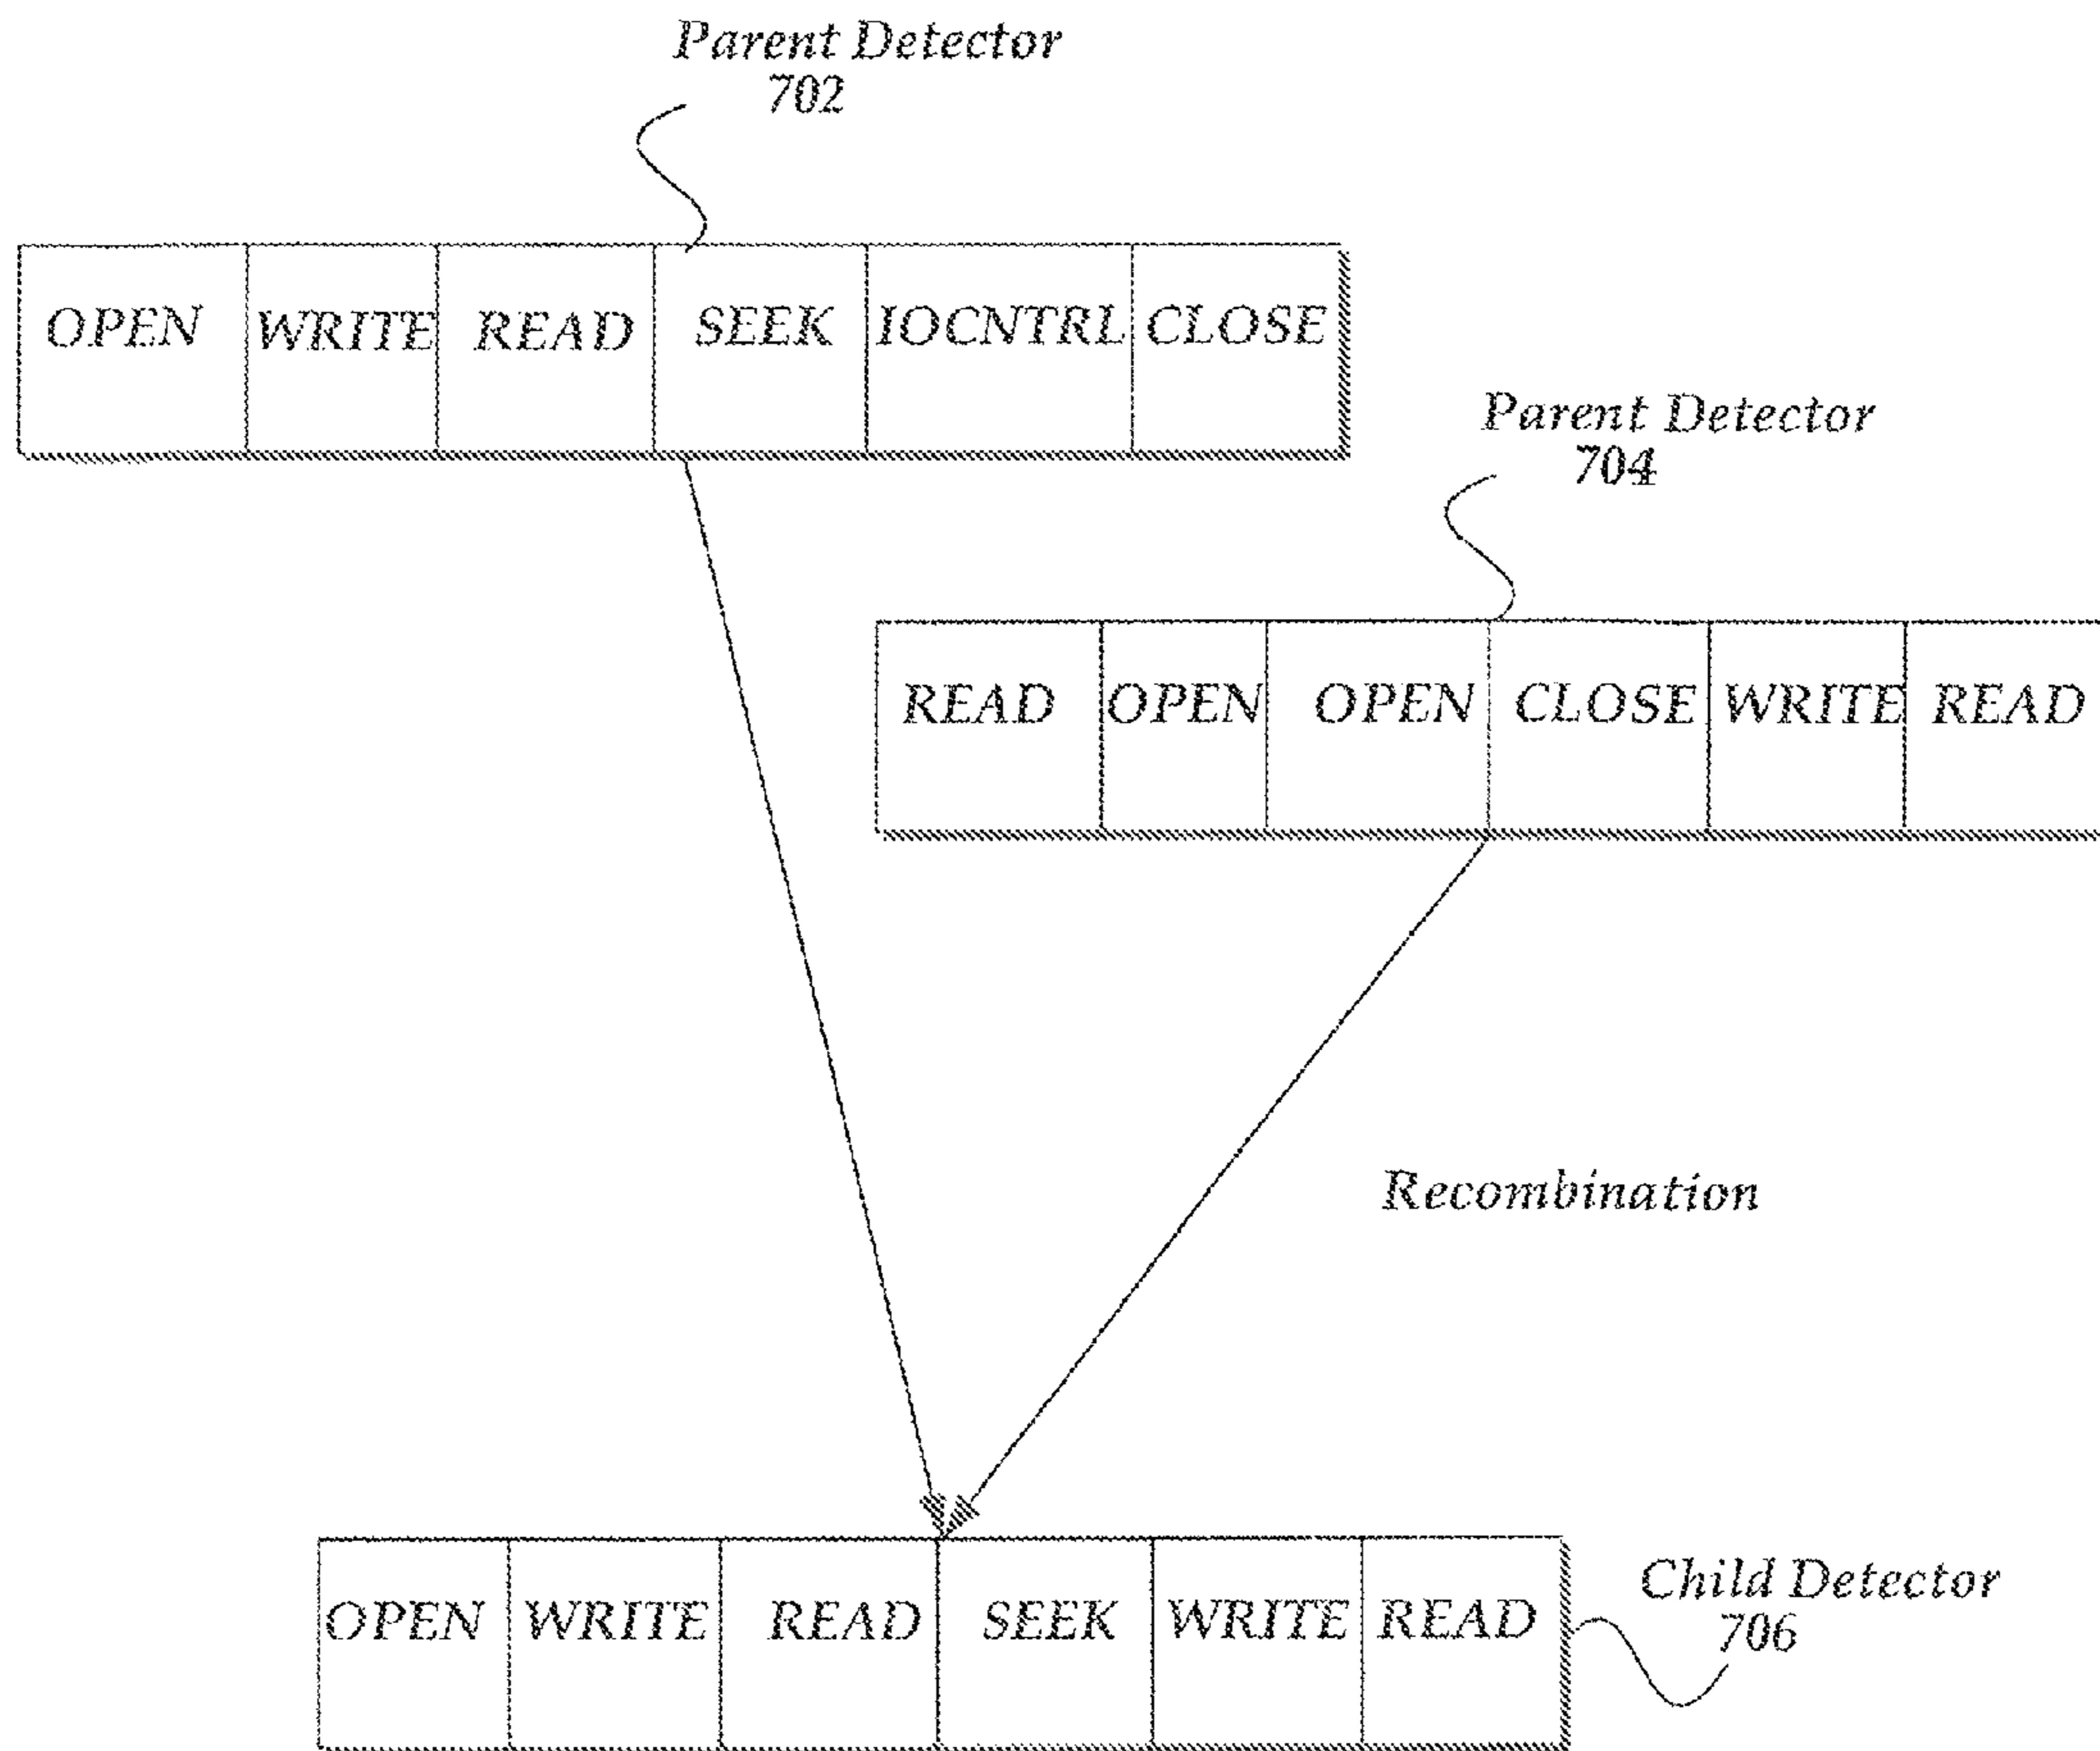 Parent Detector
702
OPEN WRITE READ SEEK IOCNTRL CLOSE
Parent Detector
704
READ OPEN OPEN CLOSE WRITE READ
Recombination
OPEN WRITE READ SEEK WRITE READ
Child Detector
706